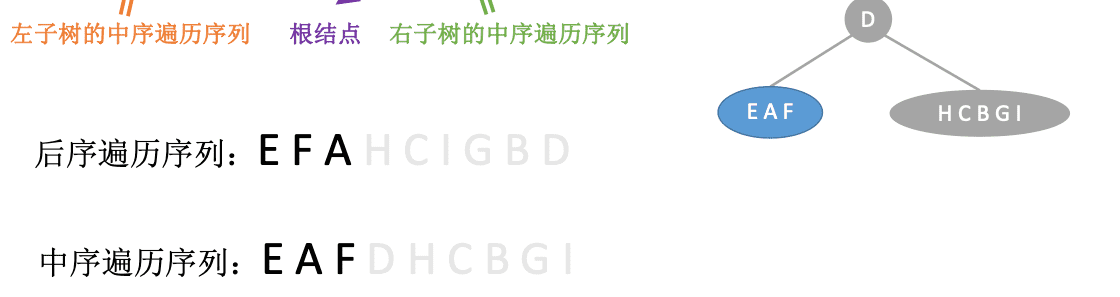 左子树的中序遍历序列 根结点 右子树的中序遍历序列
D
E A F H C B G I
后序遍历序列：E F A H C I G B D
中序遍历序列：E A F D H C B G I